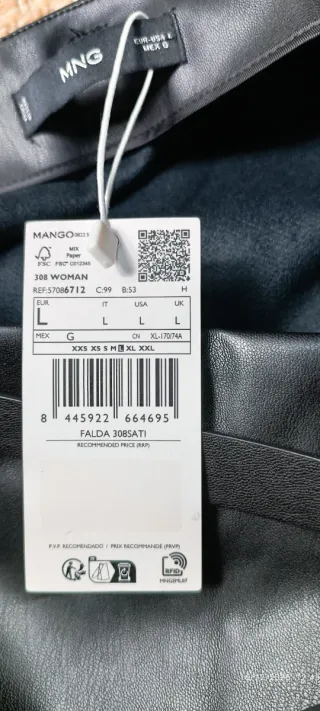 MNG
EUR-USA L
MEX G
MANGO
FSC
MIX
Paper
FSC® C012345
308 WOMAN
REF:57086712 C:99 B:53 H
EUR IT USA UK
L L L L
MEX G CN XL-170/74A
XXS XS S M L XL XXL
8 445922 664695
FALDA 308SATI
RECOMMENDED PRICE (RRP)
P.V.P. RECOMENDADO / PRIX RECOMMANDÉ (PRVP)
RFID